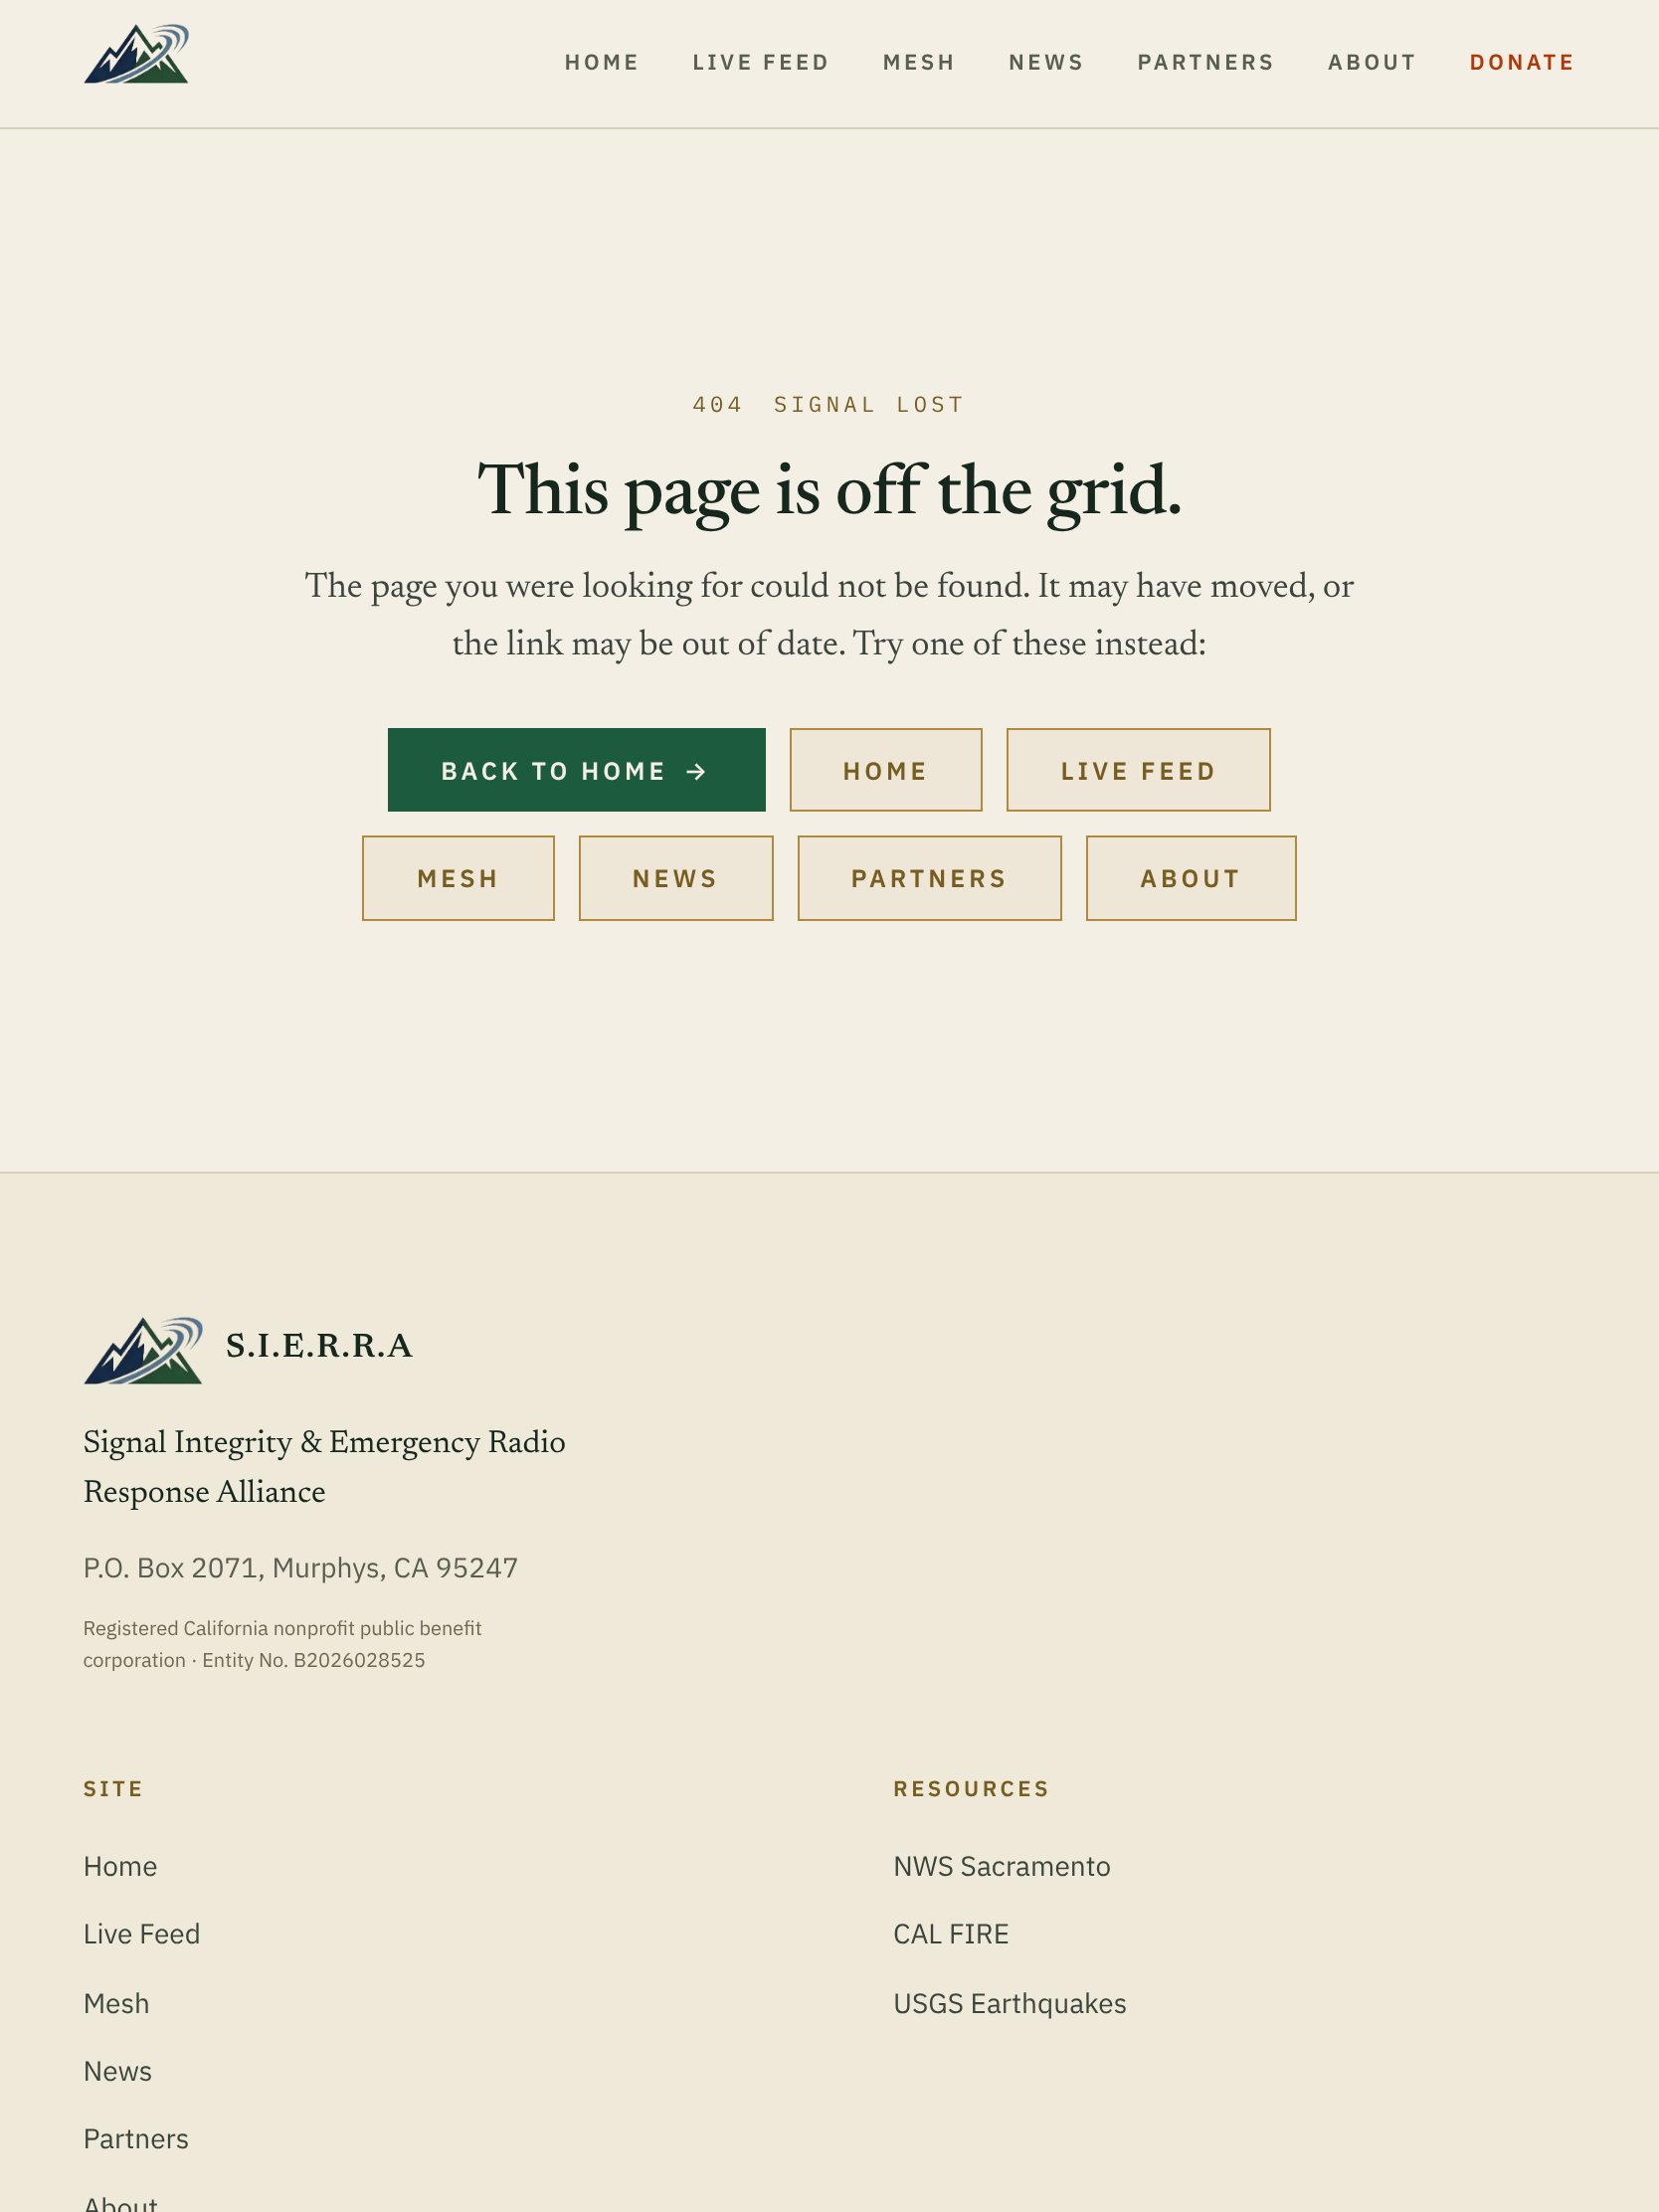 HOME LIVE FEED MESH NEWS PARTNERS ABOUT DONATE
404 SIGNAL LOST
This page is off the grid.
The page you were looking for could not be found. It may have moved, or
the link may be out of date. Try one of these instead:
BACK TO HOME → HOME LIVE FEED
MESH NEWS PARTNERS ABOUT
S.I.E.R.R.A
Signal Integrity & Emergency Radio
Response Alliance
P.O. Box 2071, Murphys, CA 95247
Registered California nonprofit public benefit
corporation · Entity No. B2026028525
SITE
Home
Live Feed
Mesh
News
Partners
About
RESOURCES
NWS Sacramento
CAL FIRE
USGS Earthquakes